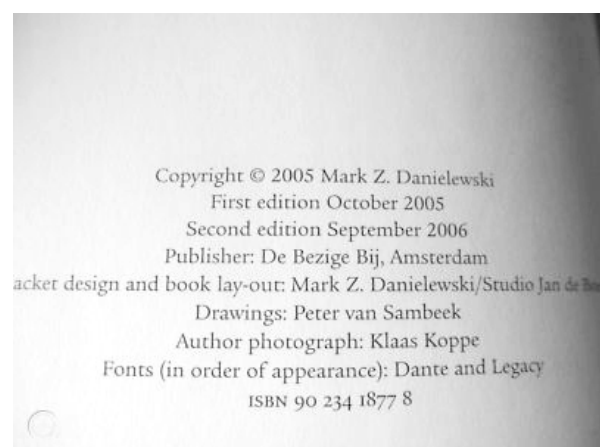 Copyright © 2005 Mark Z. Danielewski
First edition October 2005
Second edition September 2006
Publisher: De Bezige Bij, Amsterdam
acket design and book lay-out: Mark Z. Danielewski/Studio Jan de
Drawings: Peter van Sambeek
Author photograph: Klaas Koppe
Fonts (in order of appearance): Dante and Legacy
ISBN 90 234 1877 8